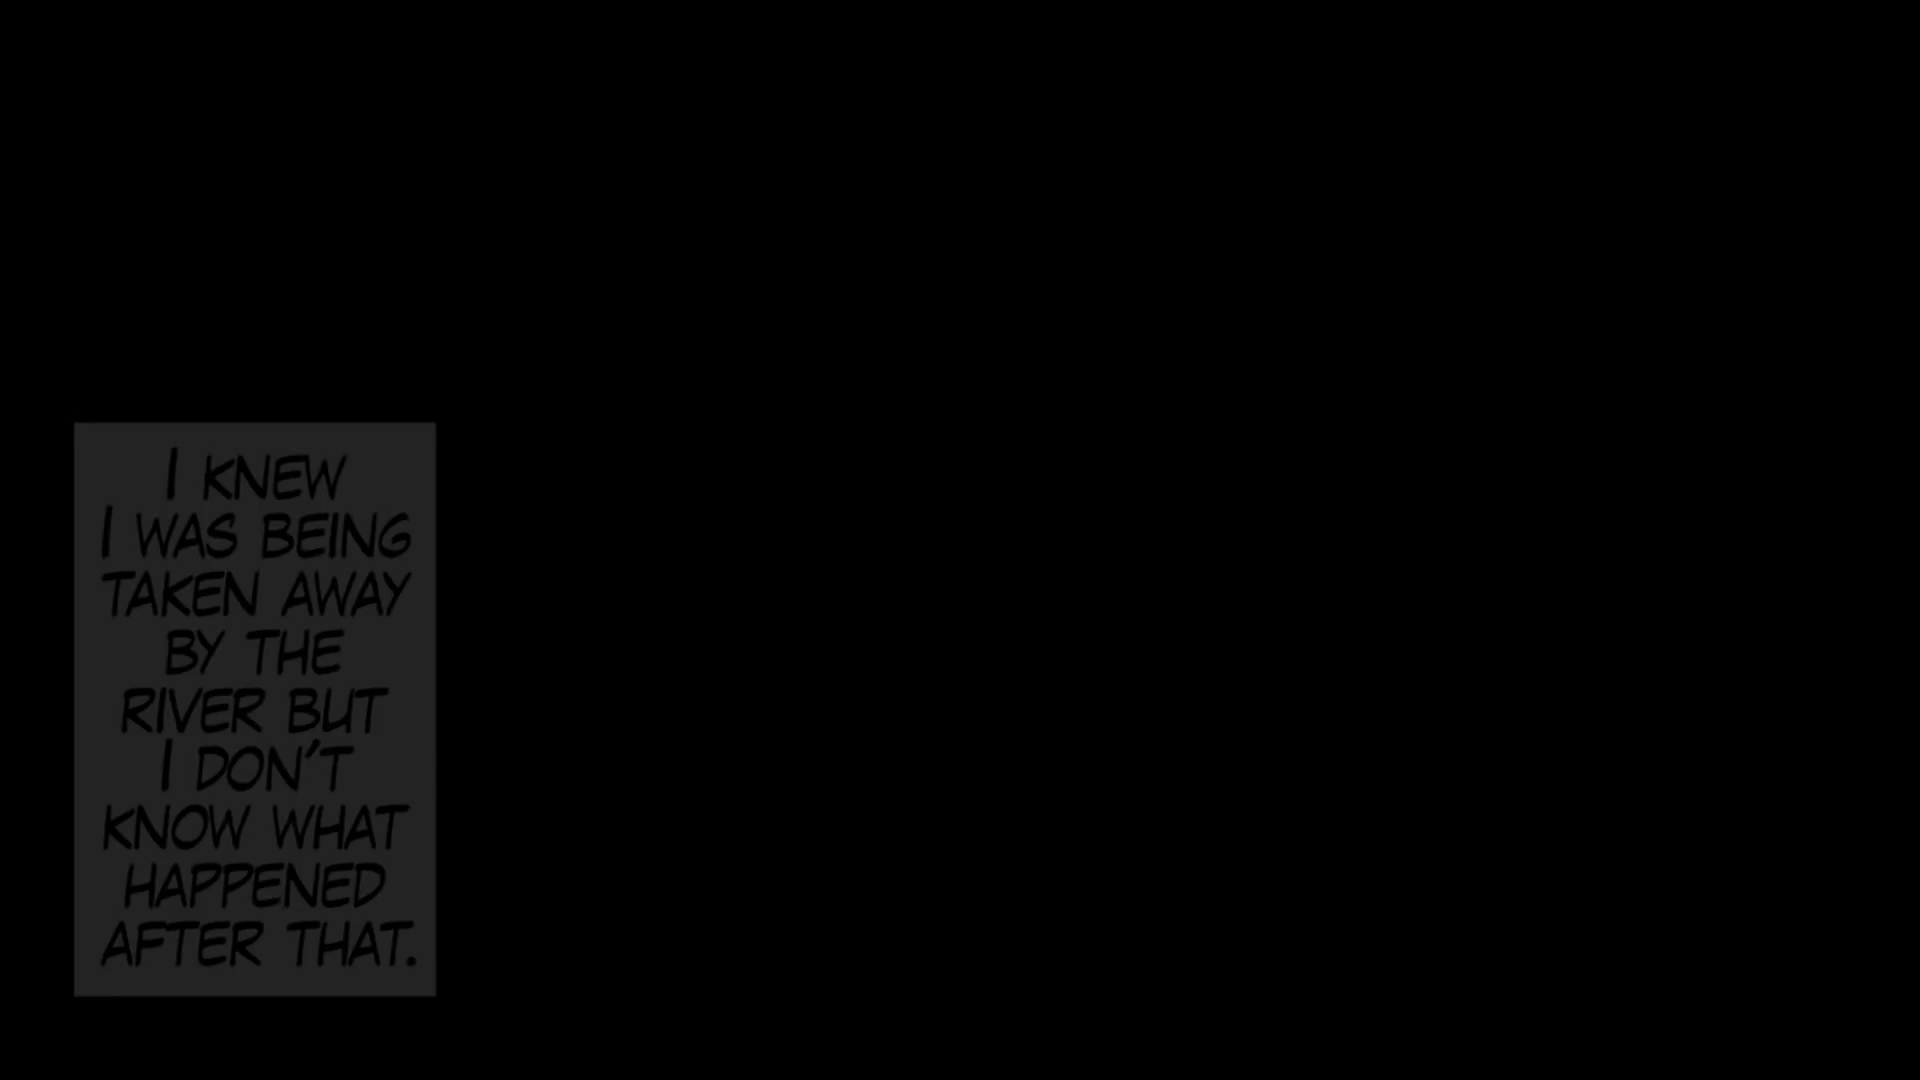 I KNEW
I WAS BEING
TAKEN AWAY
BY THE
RIVER BUT
I DON'T
KNOW WHAT
HAPPENED
AFTER THAT.